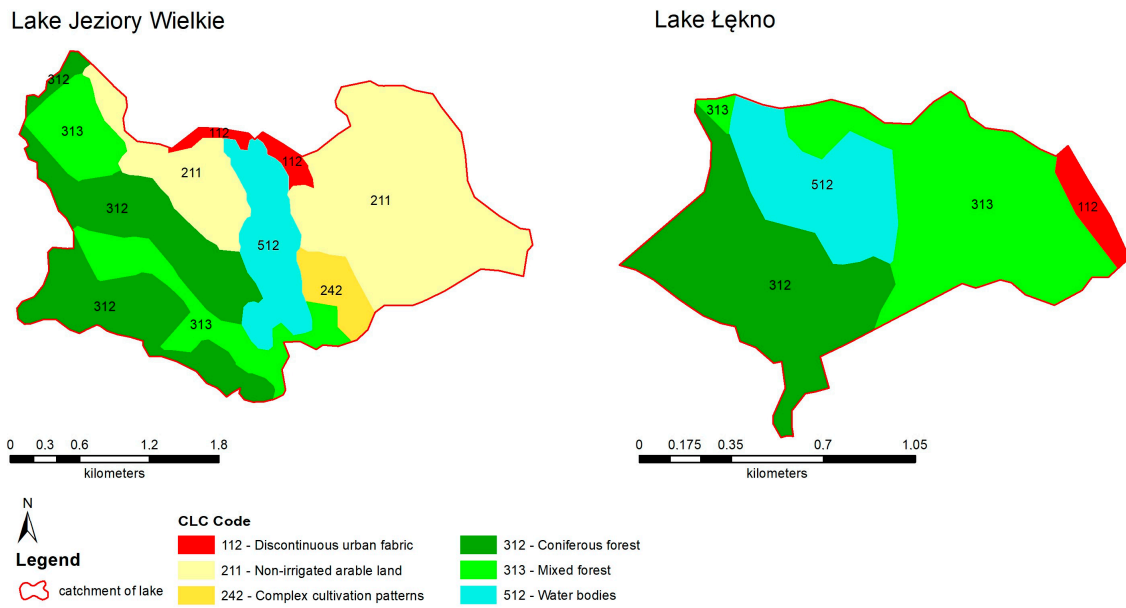 Lake Jeziory Wielkie
Lake Łękno
312
313
112
112
211
211
312
512
242
312
313
313
512
313
112
312
0 0.3 0.6 1.2 1.8
kilometers
0 0.175 0.35 0.7 1.05
kilometers
N
Legend
catchment of lake
CLC Code
112 - Discontinuous urban fabric
211 - Non-irrigated arable land
242 - Complex cultivation patterns
312 - Coniferous forest
313 - Mixed forest
512 - Water bodies